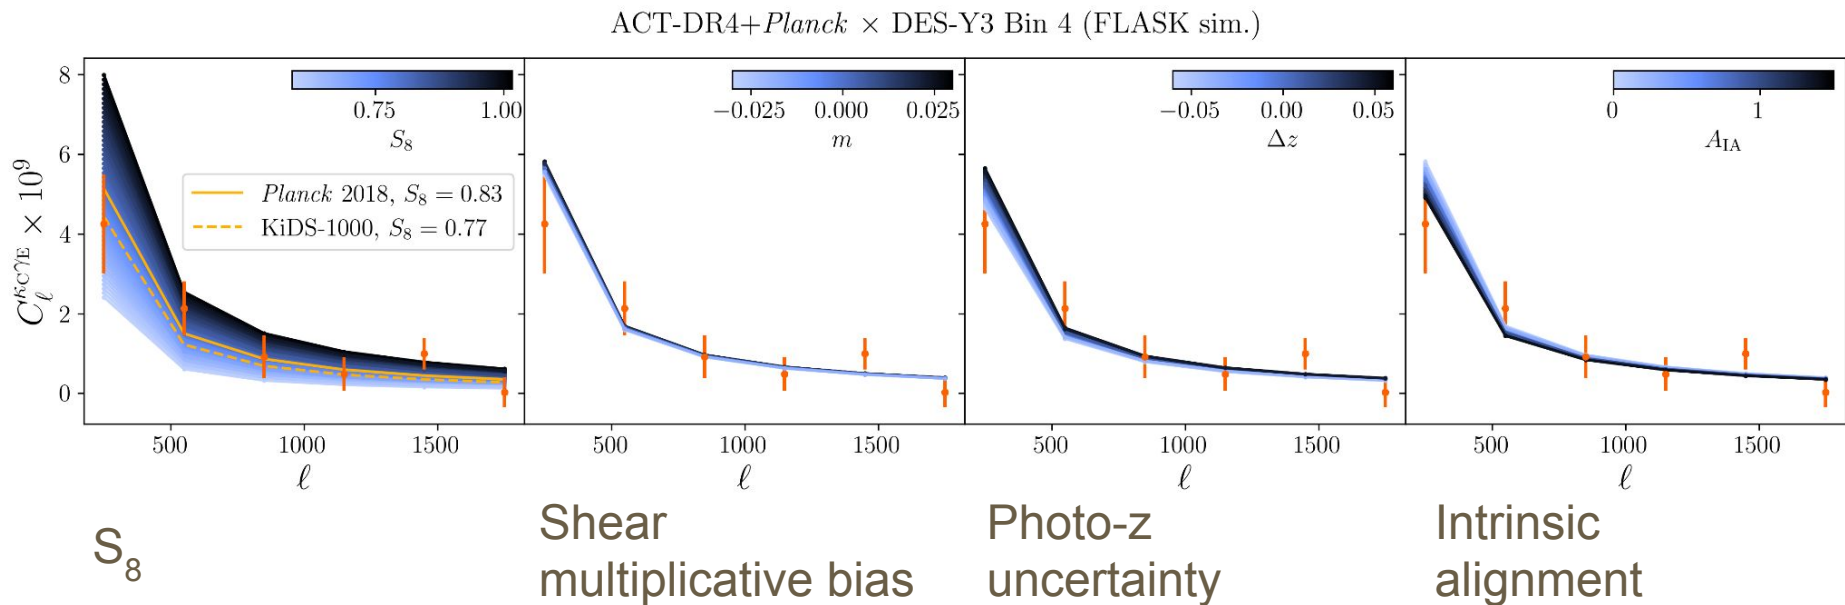 ACT-DR4+Planck × DES-Y3 Bin 4 (FLASK sim.)
C_ℓ^{κ_C γ_E} × 10^9
8
6
4
2
0
0.75 1.00
S_8
Planck 2018, S_8 = 0.83
KiDS-1000, S_8 = 0.77
500 1000 1500
ℓ
−0.025 0.000 0.025
m
500 1000 1500
ℓ
−0.05 0.00 0.05
Δz
500 1000 1500
ℓ
0 1
A_IA
500 1000 1500
ℓ
S_8
Shear
multiplicative bias
Photo-z
uncertainty
Intrinsic
alignment